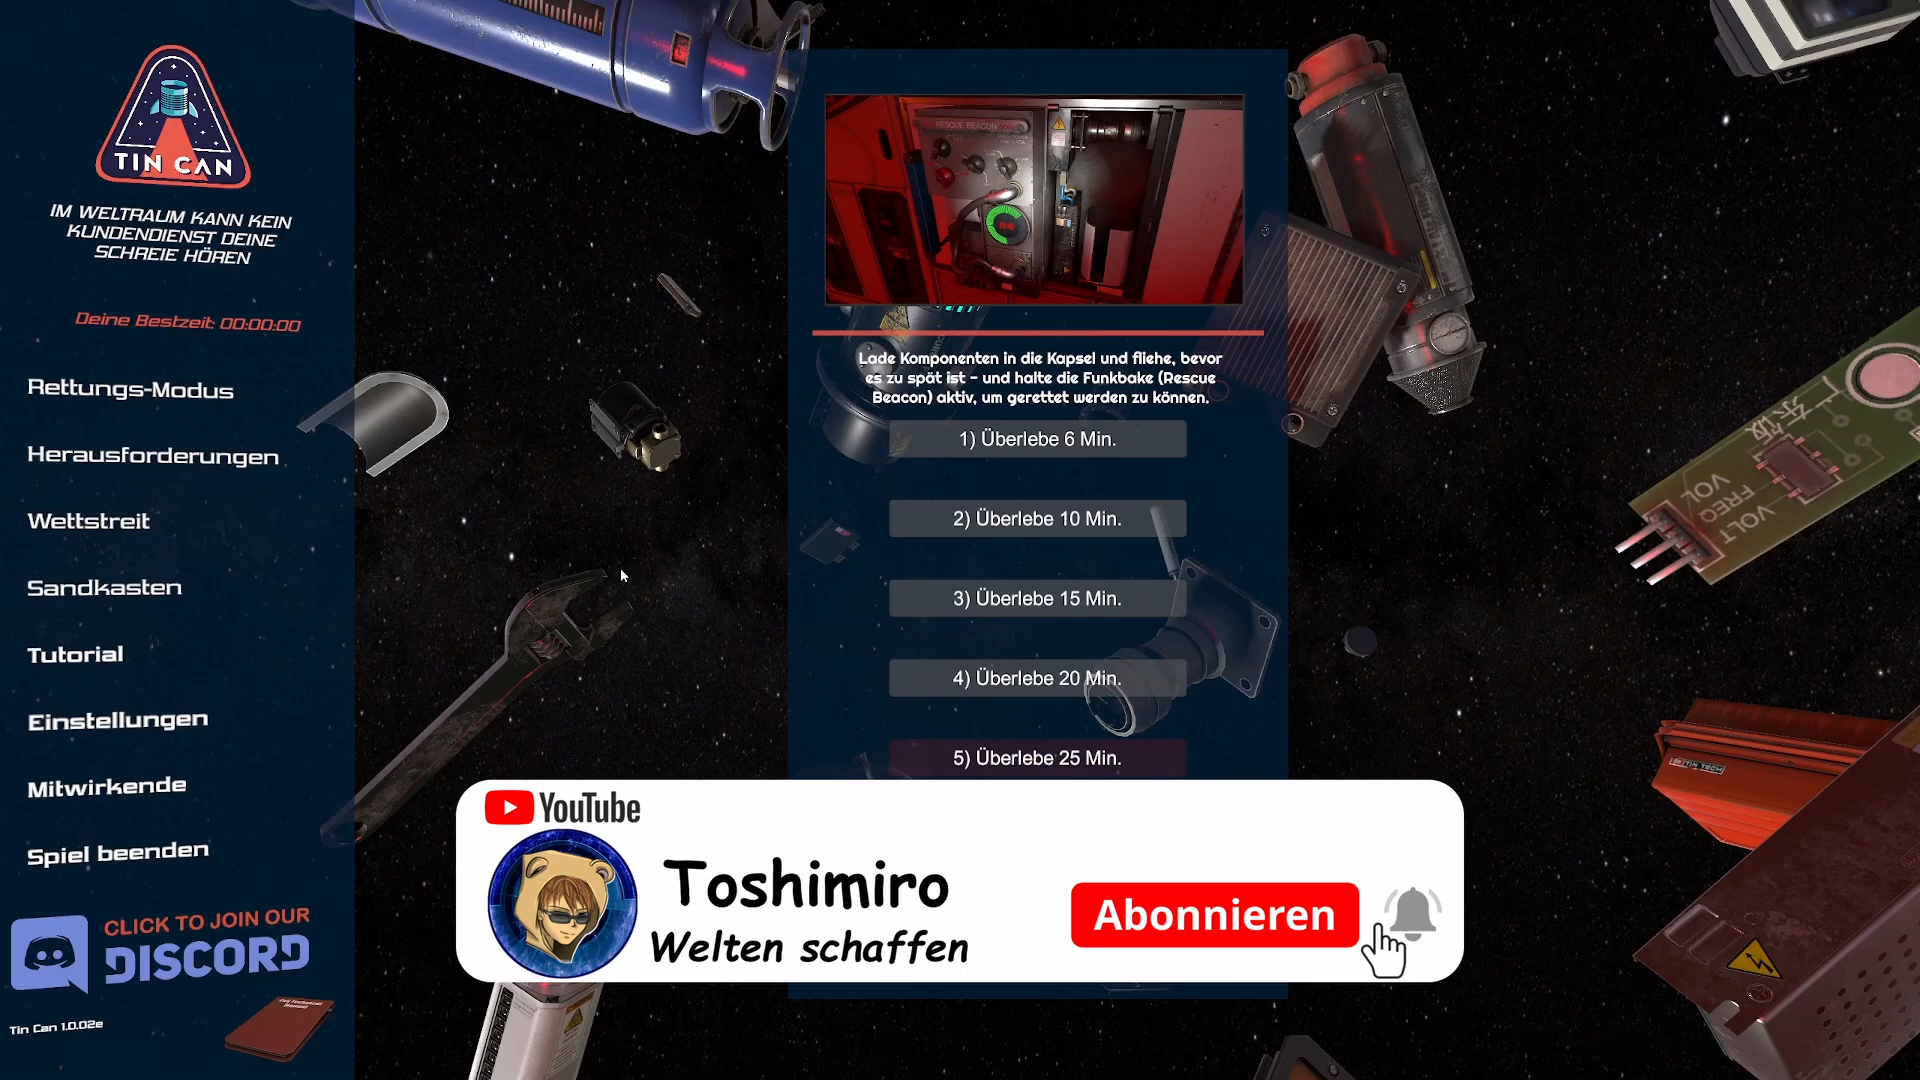 TIN CAN
IM WELTRAUM KANN KEIN
KUNDENDIENST DEINE
SCHREIE HÖREN
Deine Bestzeit: 00:00:00
Rettungs-Modus
Herausforderungen
Wettstreit
Sandkasten
Tutorial
Einstellungen
Mitwirkende
Spiel beenden
CLICK TO JOIN OUR
DISCORD
Tin Can 1.0.02e
RESCUE BEACON
Lade Komponenten in die Kapsel und fliehe, bevor
es zu spät ist - und halte die Funkbake (Rescue
Beacon) aktiv, um gerettet werden zu können.
1) Überlebe 6 Min.
2) Überlebe 10 Min.
3) Überlebe 15 Min.
4) Überlebe 20 Min.
5) Überlebe 25 Min.
VOL
FREQ
VOLT
TIN TECH
YouTube
Toshimiro
Welten schaffen
Abonnieren